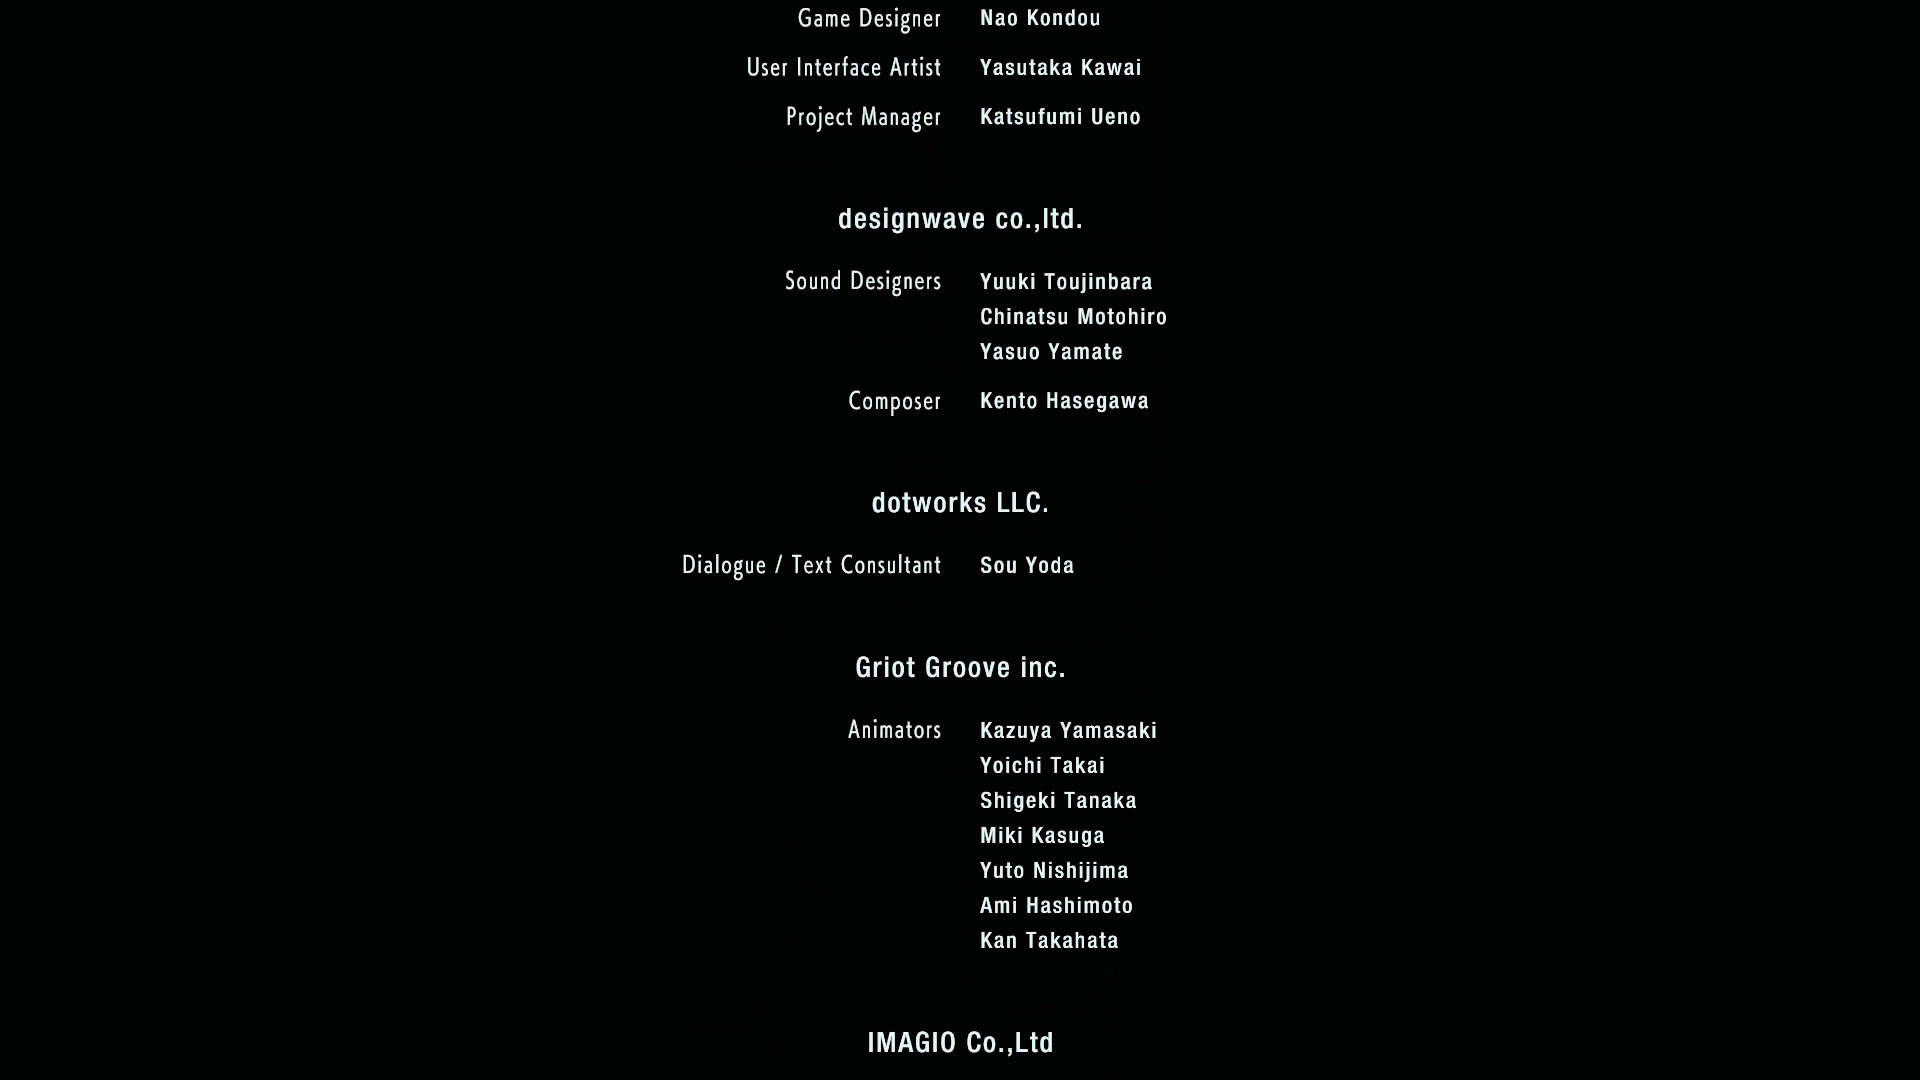 Game Designer Nao Kondou
User Interface Artist Yasutaka Kawai
Project Manager Katsufumi Ueno
designwave co.,ltd.
Sound Designers Yuuki Toujinbara
Chinatsu Motohiro
Yasuo Yamate
Composer Kento Hasegawa
dotworks LLC.
Dialogue / Text Consultant Sou Yoda
Griot Groove inc.
Animators Kazuya Yamasaki
Yoichi Takai
Shigeki Tanaka
Miki Kasuga
Yuto Nishijima
Ami Hashimoto
Kan Takahata
IMAGIO Co.,Ltd